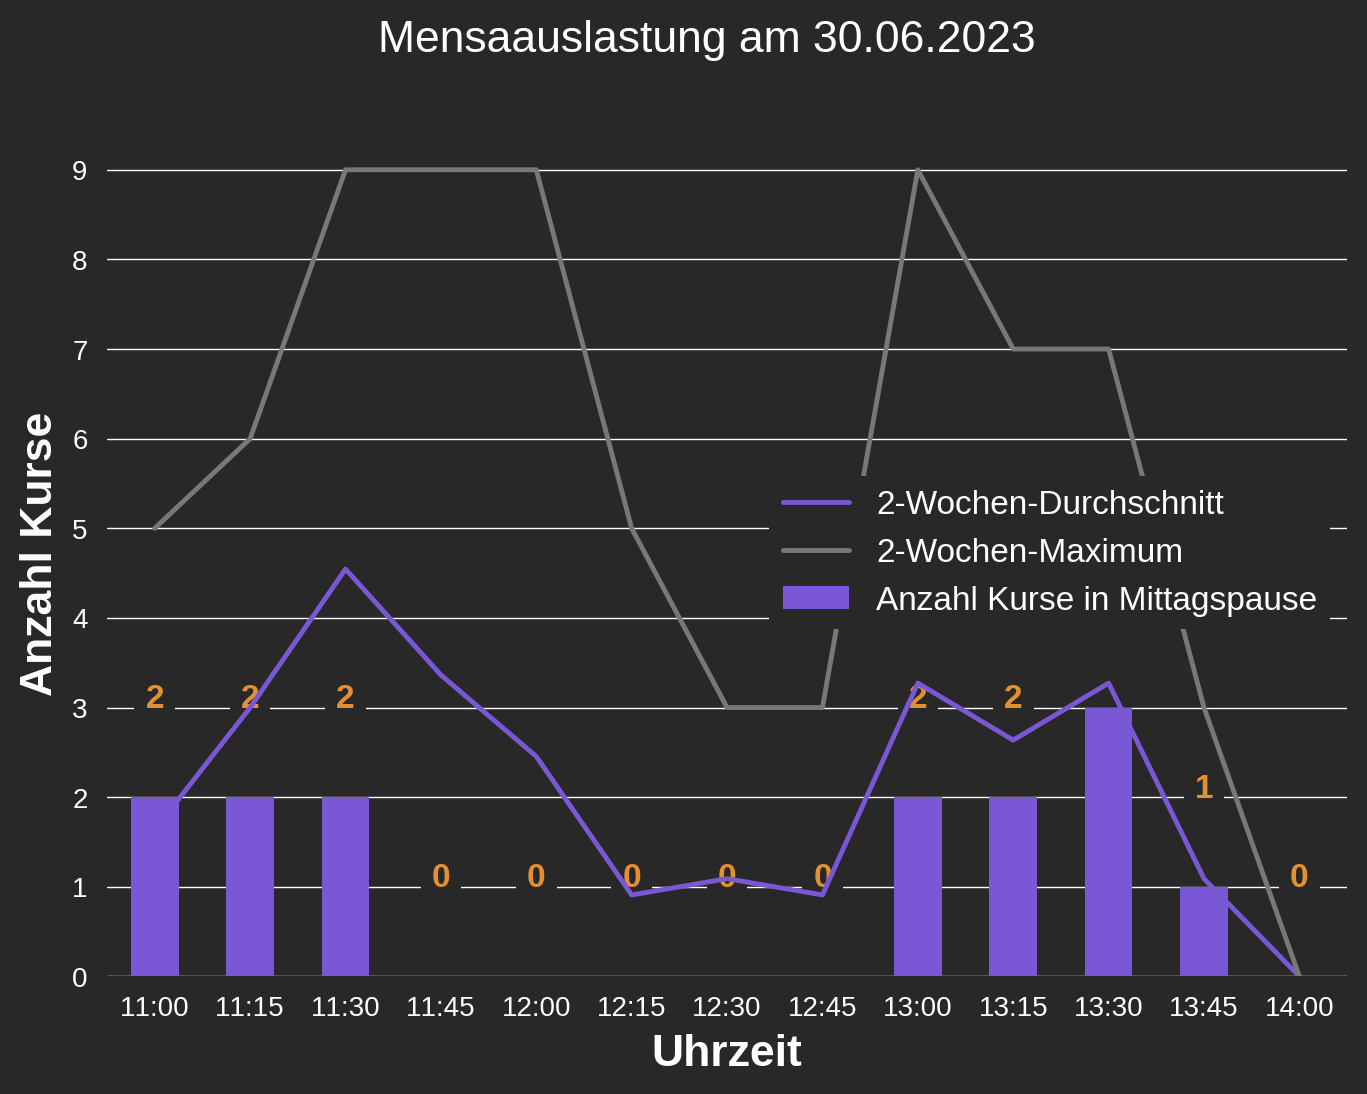 Mensaauslastung am 30.06.2023
Anzahl Kurse
9
8
7
6
5
4
3
2
1
0
2-Wochen-Durchschnitt
2-Wochen-Maximum
Anzahl Kurse in Mittagspause
2 2 2 0 0 0 0 0 2 2 1 0
11:00 11:15 11:30 11:45 12:00 12:15 12:30 12:45 13:00 13:15 13:30 13:45 14:00
Uhrzeit